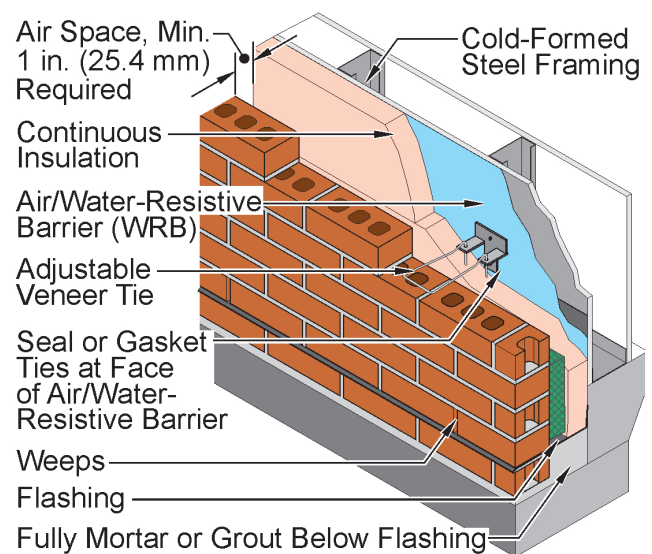 Air Space, Min.
1 in. (25.4 mm)
Required
Cold-Formed
Steel Framing
Continuous
Insulation
Air/Water-Resistive
Barrier (WRB)
Adjustable
Veneer Tie
Seal or Gasket
Ties at Face
of Air/Water-
Resistive Barrier
Weeps
Flashing
Fully Mortar or Grout Below Flashing